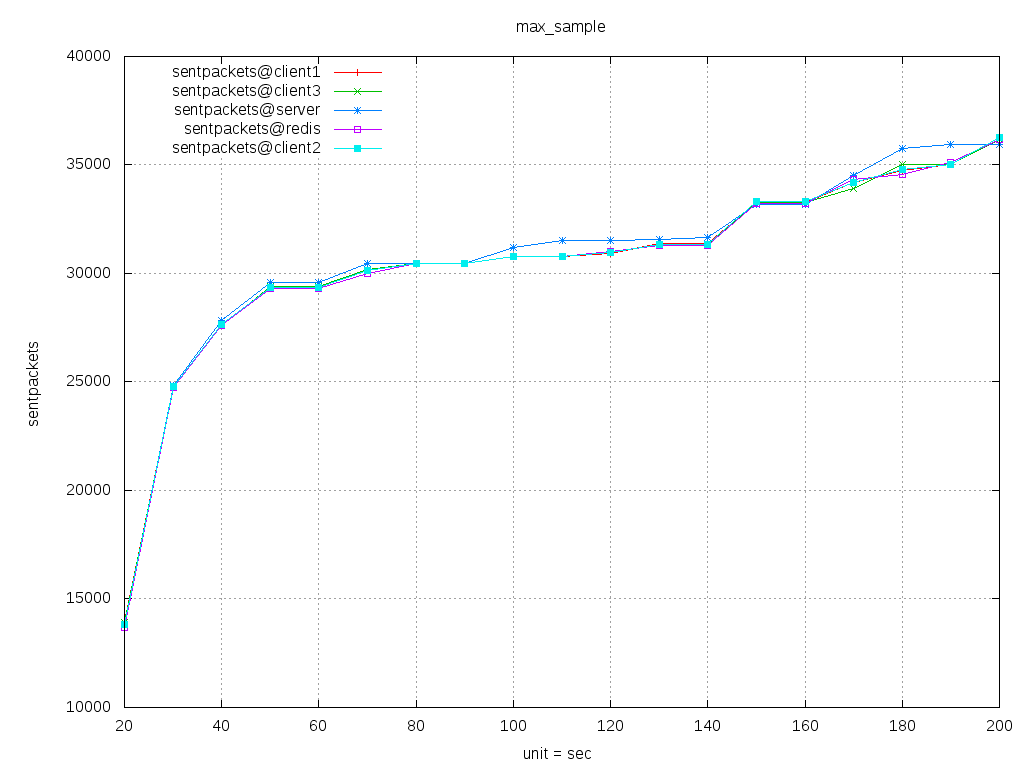 max_sample
40000
35000
30000
25000
20000
15000
10000
sentpackets
sentpackets@client1
sentpackets@client3
sentpackets@server
sentpackets@redis
sentpackets@client2
20 40 60 80 100 120 140 160 180 200
unit = sec